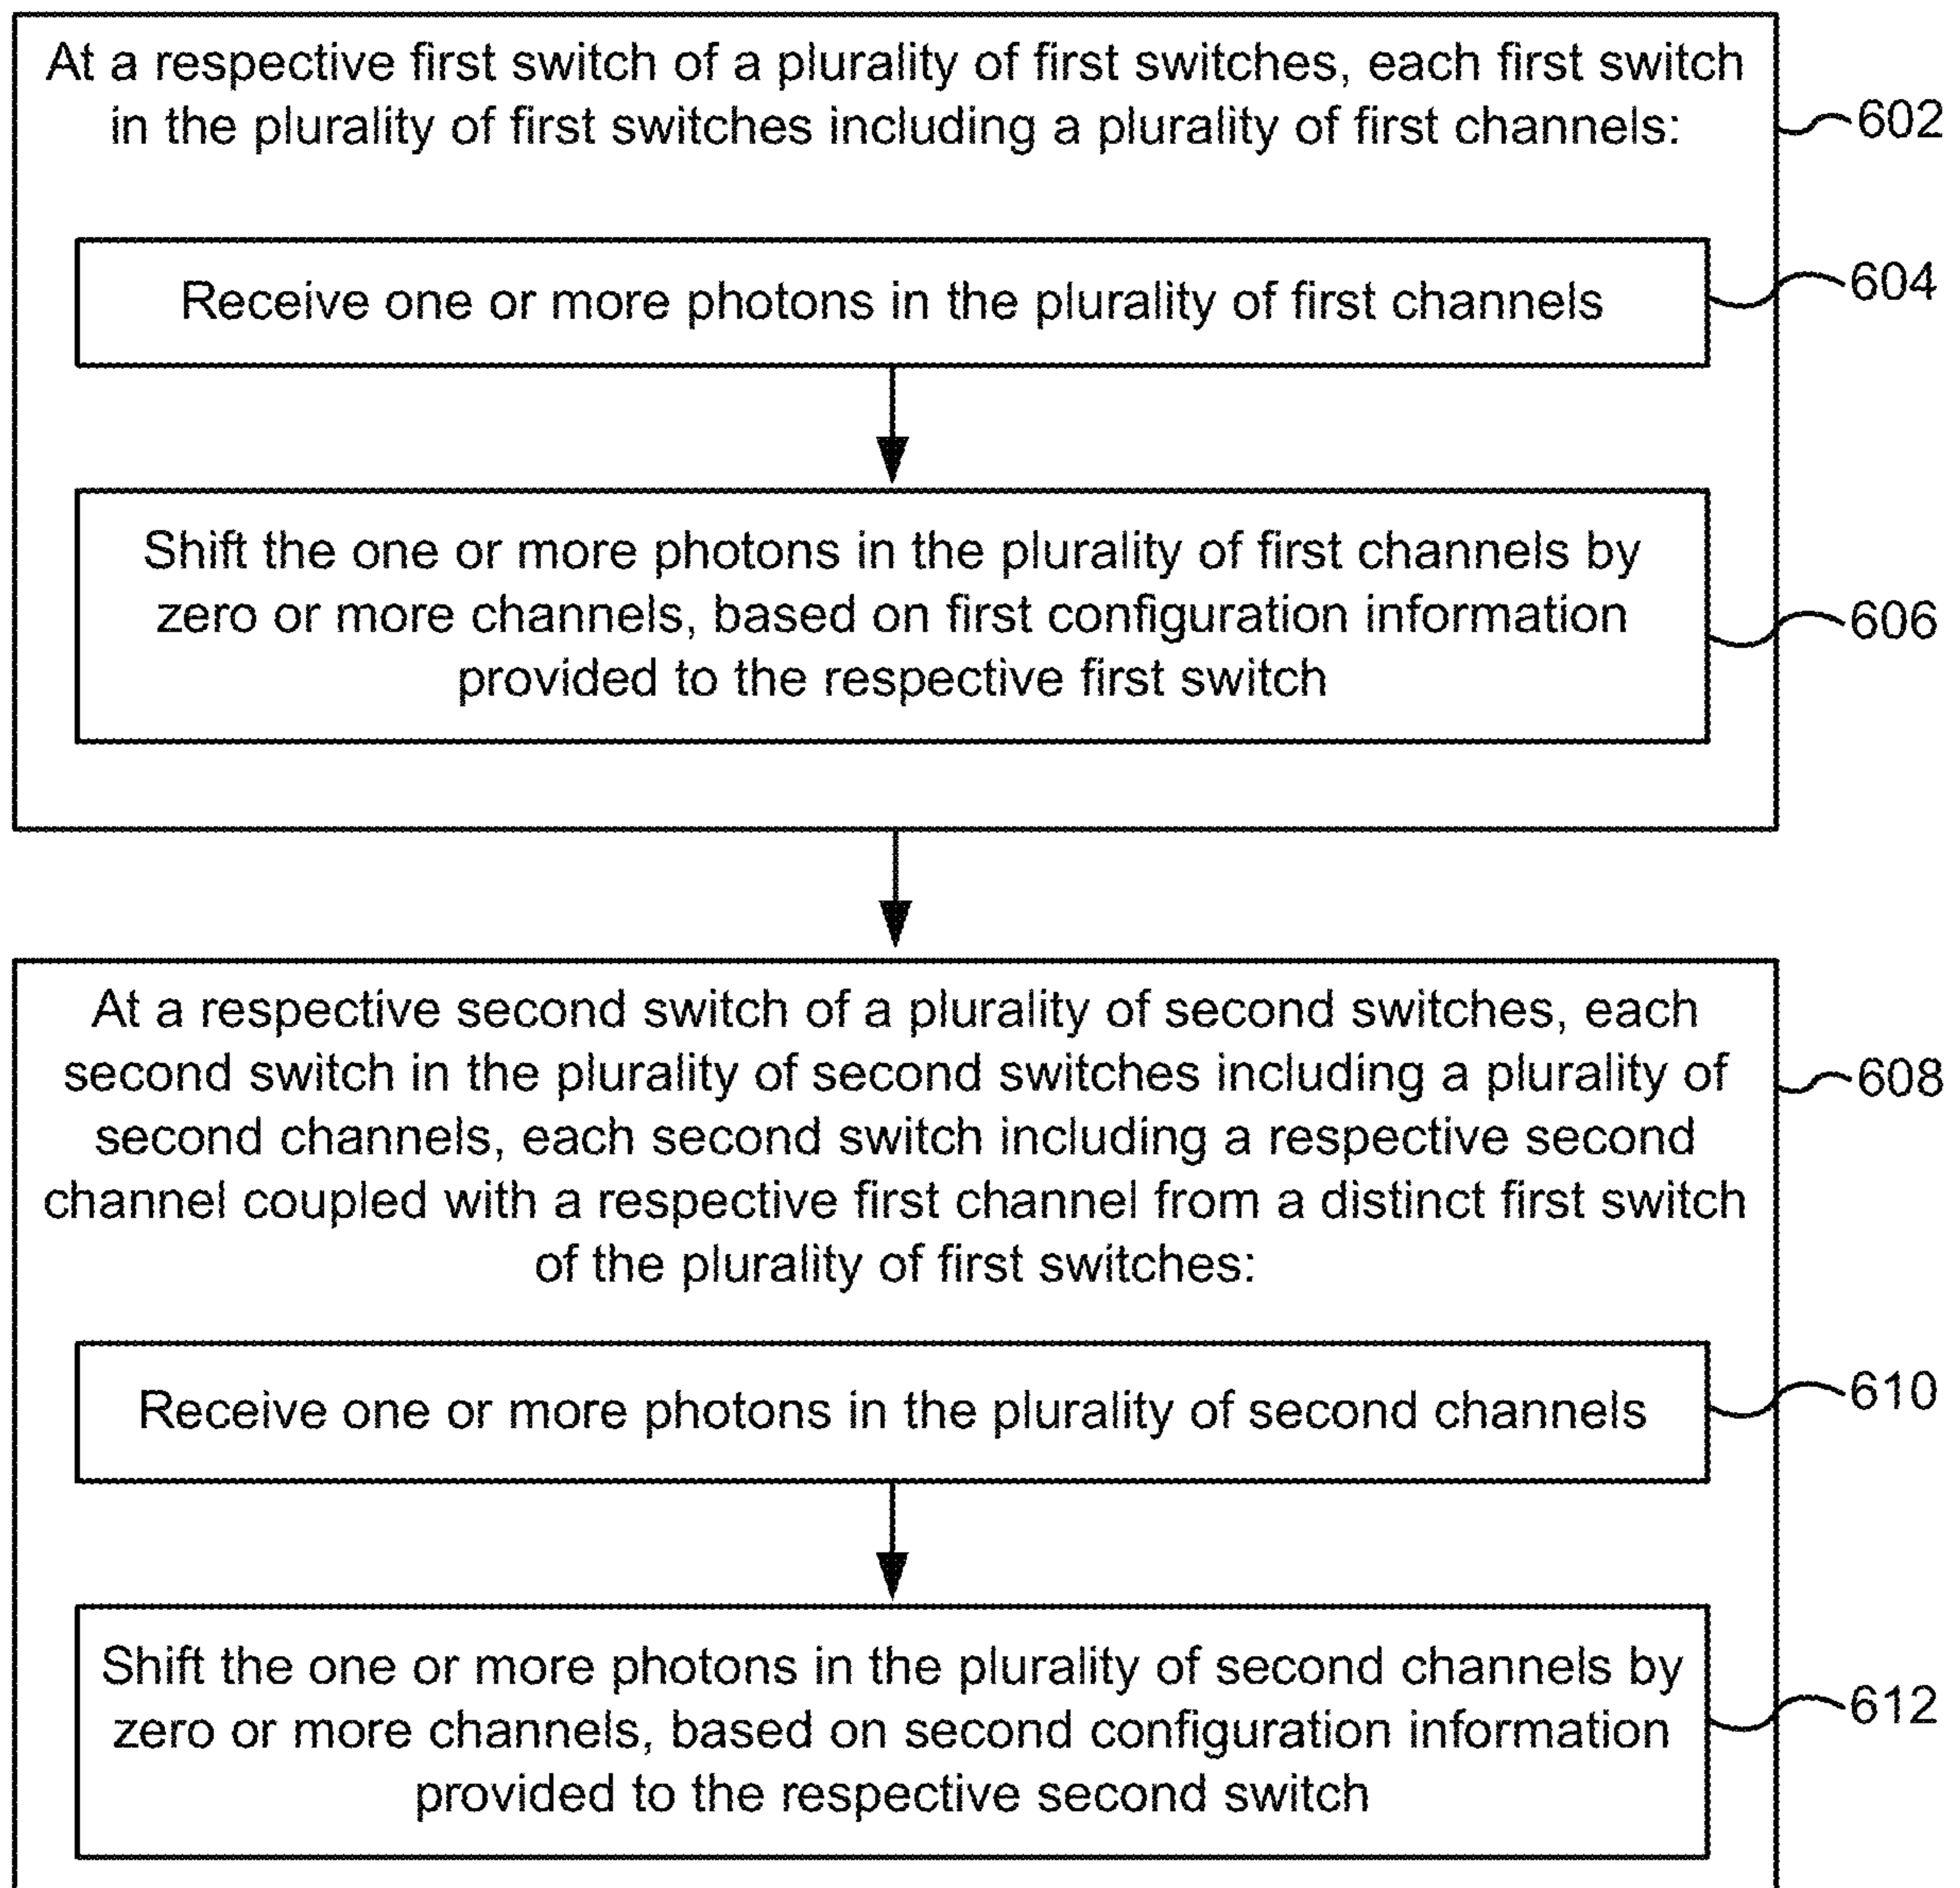 At a respective first switch of a plurality of first switches, each first switch
in the plurality of first switches including a plurality of first channels:
602
Receive one or more photons in the plurality of first channels
604
Shift the one or more photons in the plurality of first channels by
zero or more channels, based on first configuration information
provided to the respective first switch
606
At a respective second switch of a plurality of second switches, each
second switch in the plurality of second switches including a plurality of
second channels, each second switch including a respective second
channel coupled with a respective first channel from a distinct first switch
of the plurality of first switches:
608
Receive one or more photons in the plurality of second channels
610
Shift the one or more photons in the plurality of second channels by
zero or more channels, based on second configuration information
provided to the respective second switch
612